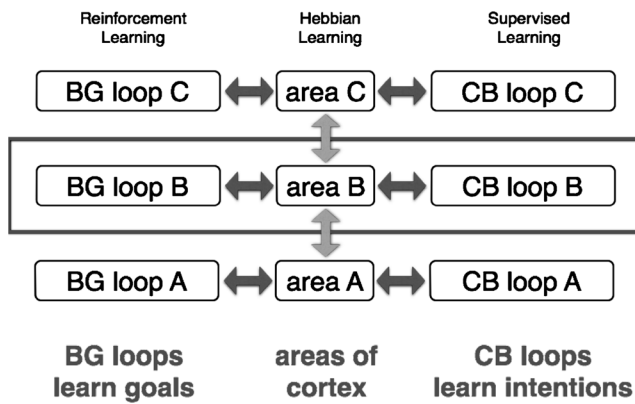 Reinforcement Learning
Hebbian Learning
Supervised Learning
BG loop C
area C
CB loop C
BG loop B
area B
CB loop B
BG loop A
area A
CB loop A
BG loops
learn goals
areas of
cortex
CB loops
learn intentions